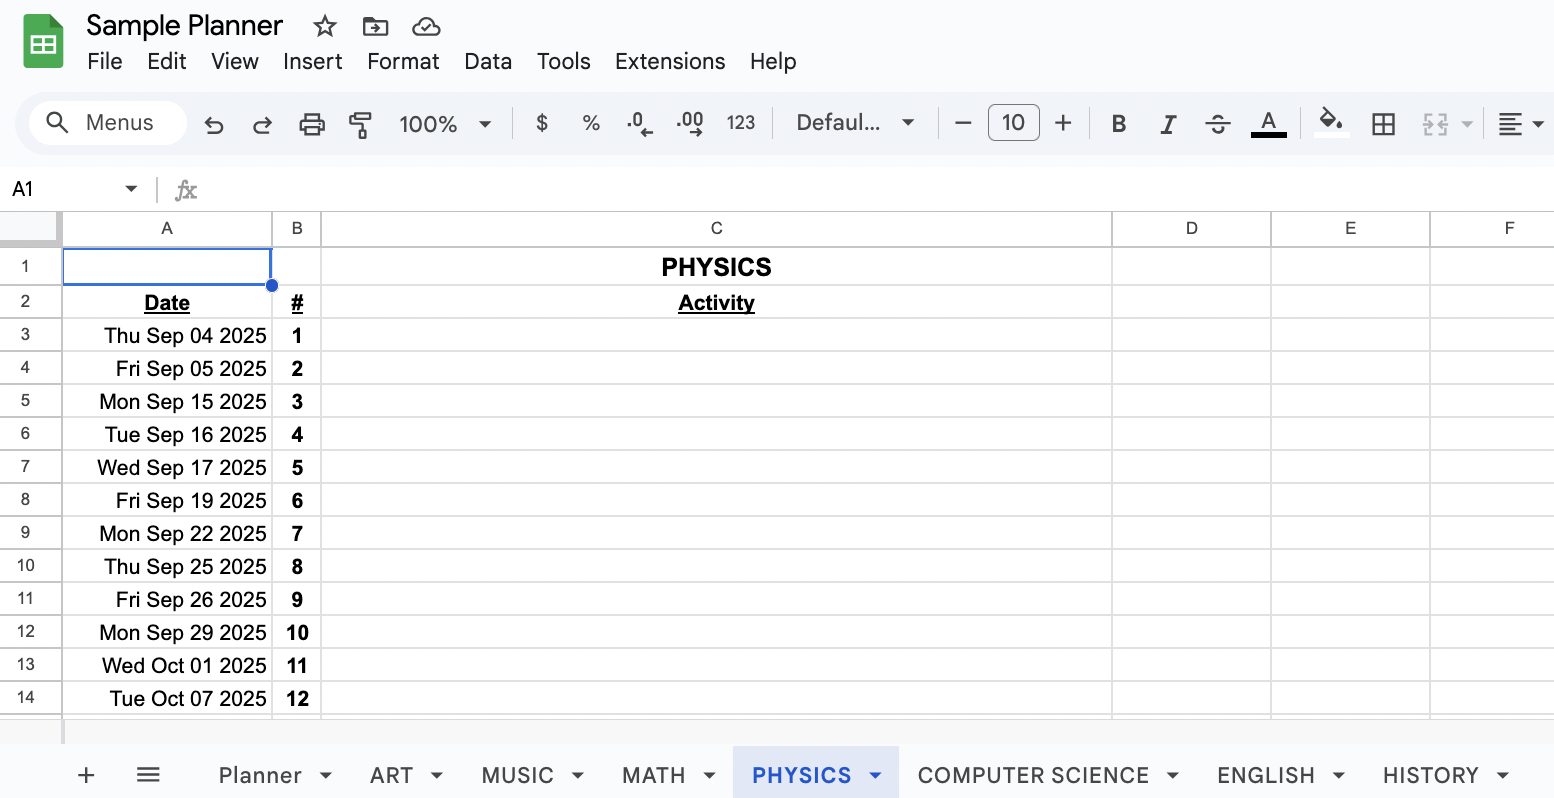 Sample Planner
File Edit View Insert Format Data Tools Extensions Help
Menus 100% $ % .0 .00 123 Defaul... − 10 + B I S A
A1 fx
A B C D E F
1 PHYSICS
2 Date # Activity
3 Thu Sep 04 2025 1
4 Fri Sep 05 2025 2
5 Mon Sep 15 2025 3
6 Tue Sep 16 2025 4
7 Wed Sep 17 2025 5
8 Fri Sep 19 2025 6
9 Mon Sep 22 2025 7
10 Thu Sep 25 2025 8
11 Fri Sep 26 2025 9
12 Mon Sep 29 2025 10
13 Wed Oct 01 2025 11
14 Tue Oct 07 2025 12
+ Planner ART MUSIC MATH PHYSICS COMPUTER SCIENCE ENGLISH HISTORY